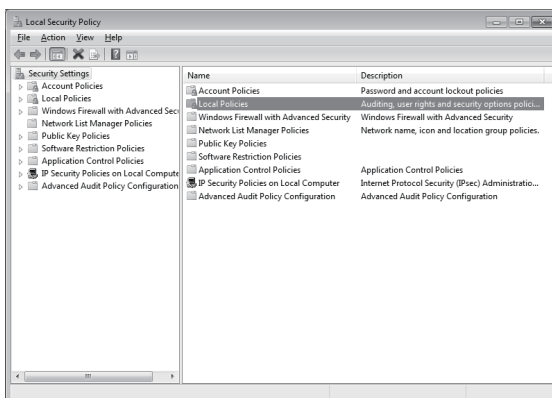 Local Security Policy
File Action View Help
Security Settings
Account Policies
Local Policies
Windows Firewall with Advanced Secu
Network List Manager Policies
Public Key Policies
Software Restriction Policies
Application Control Policies
IP Security Policies on Local Compute
Advanced Audit Policy Configuration
Name Description
Account Policies Password and account lockout policies
Local Policies Auditing, user rights and security options polici...
Windows Firewall with Advanced Security Windows Firewall with Advanced Security
Network List Manager Policies Network name, icon and location group policies.
Public Key Policies
Software Restriction Policies
Application Control Policies Application Control Policies
IP Security Policies on Local Computer Internet Protocol Security (IPsec) Administratio...
Advanced Audit Policy Configuration Advanced Audit Policy Configuration